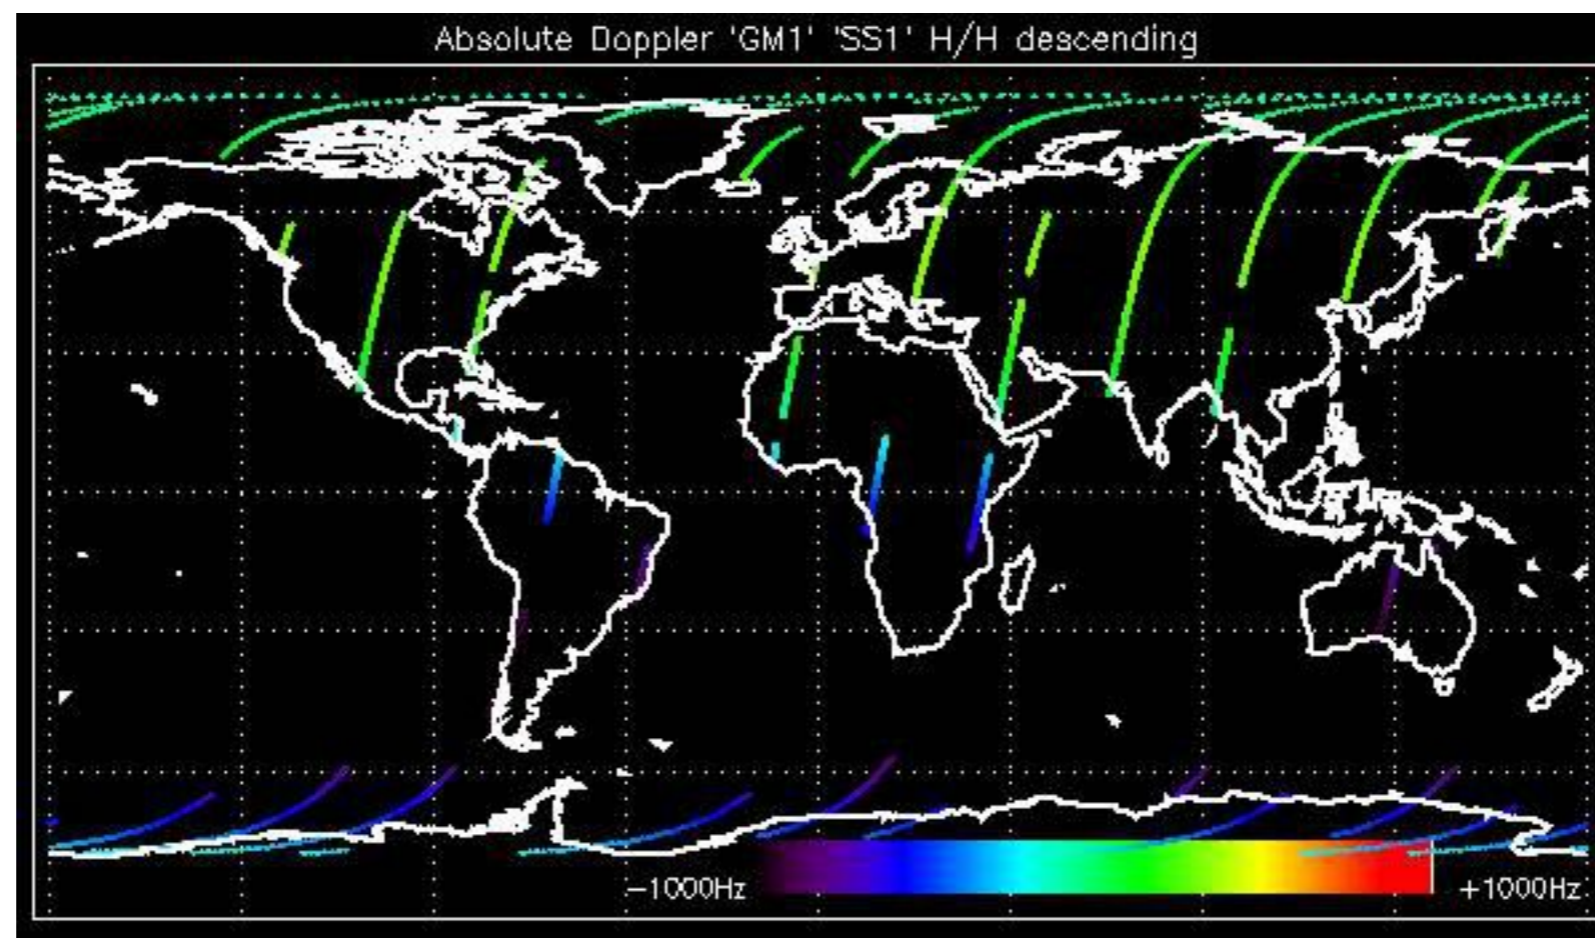 Absolute Doppler 'GM1' 'SS1' H/H descending
−1000Hz
+1000Hz